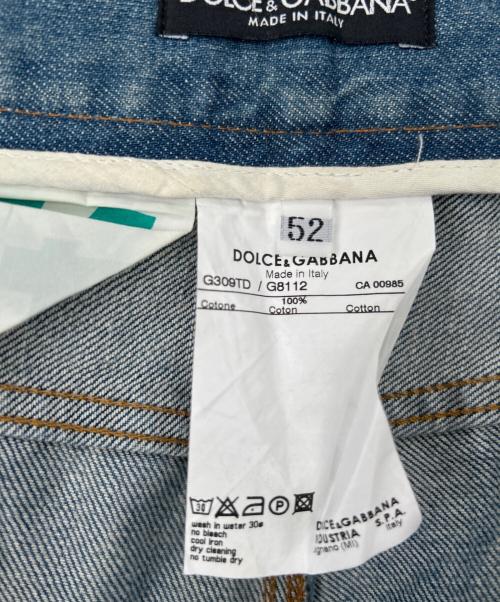 DOLCE & GABBANA
MADE IN ITALY
52
DOLCE&GABBANA
Made in Italy
G309TD / G8112 CA 00985
100%
Cotone Coton Cotton
30
wash in water 30°
no bleach
cool iron
dry cleaning
no tumble dry
P
DOLCE&GABBANA
INDUSTRIA S.P.A.
Italy